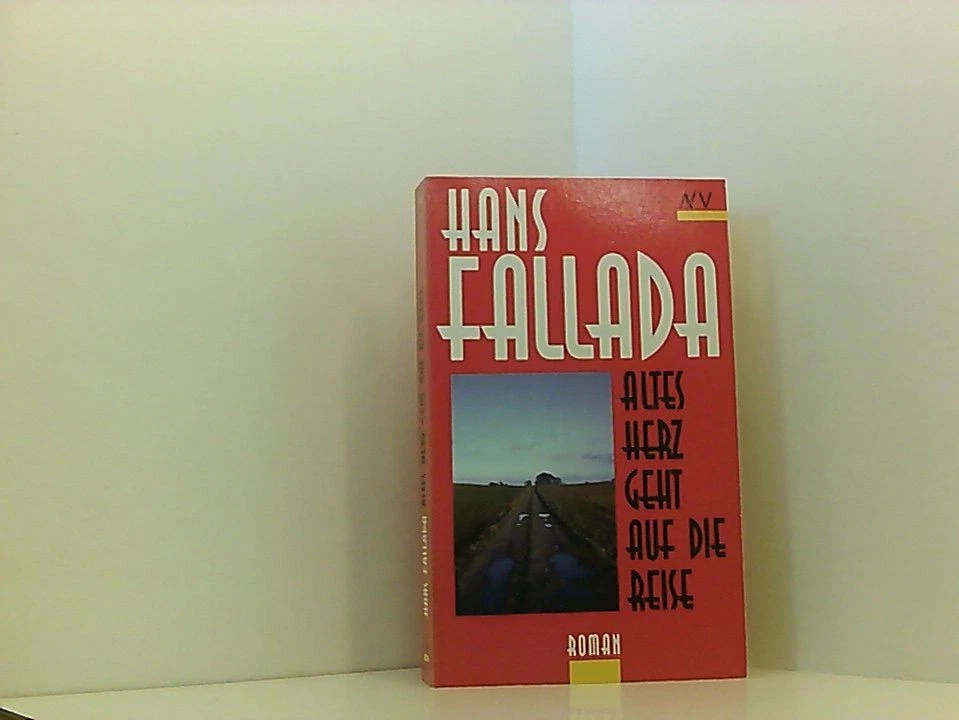 HANS
FALLADA
ALTES
HERZ
GEHT
AUF DIE
REISE
ROMAN